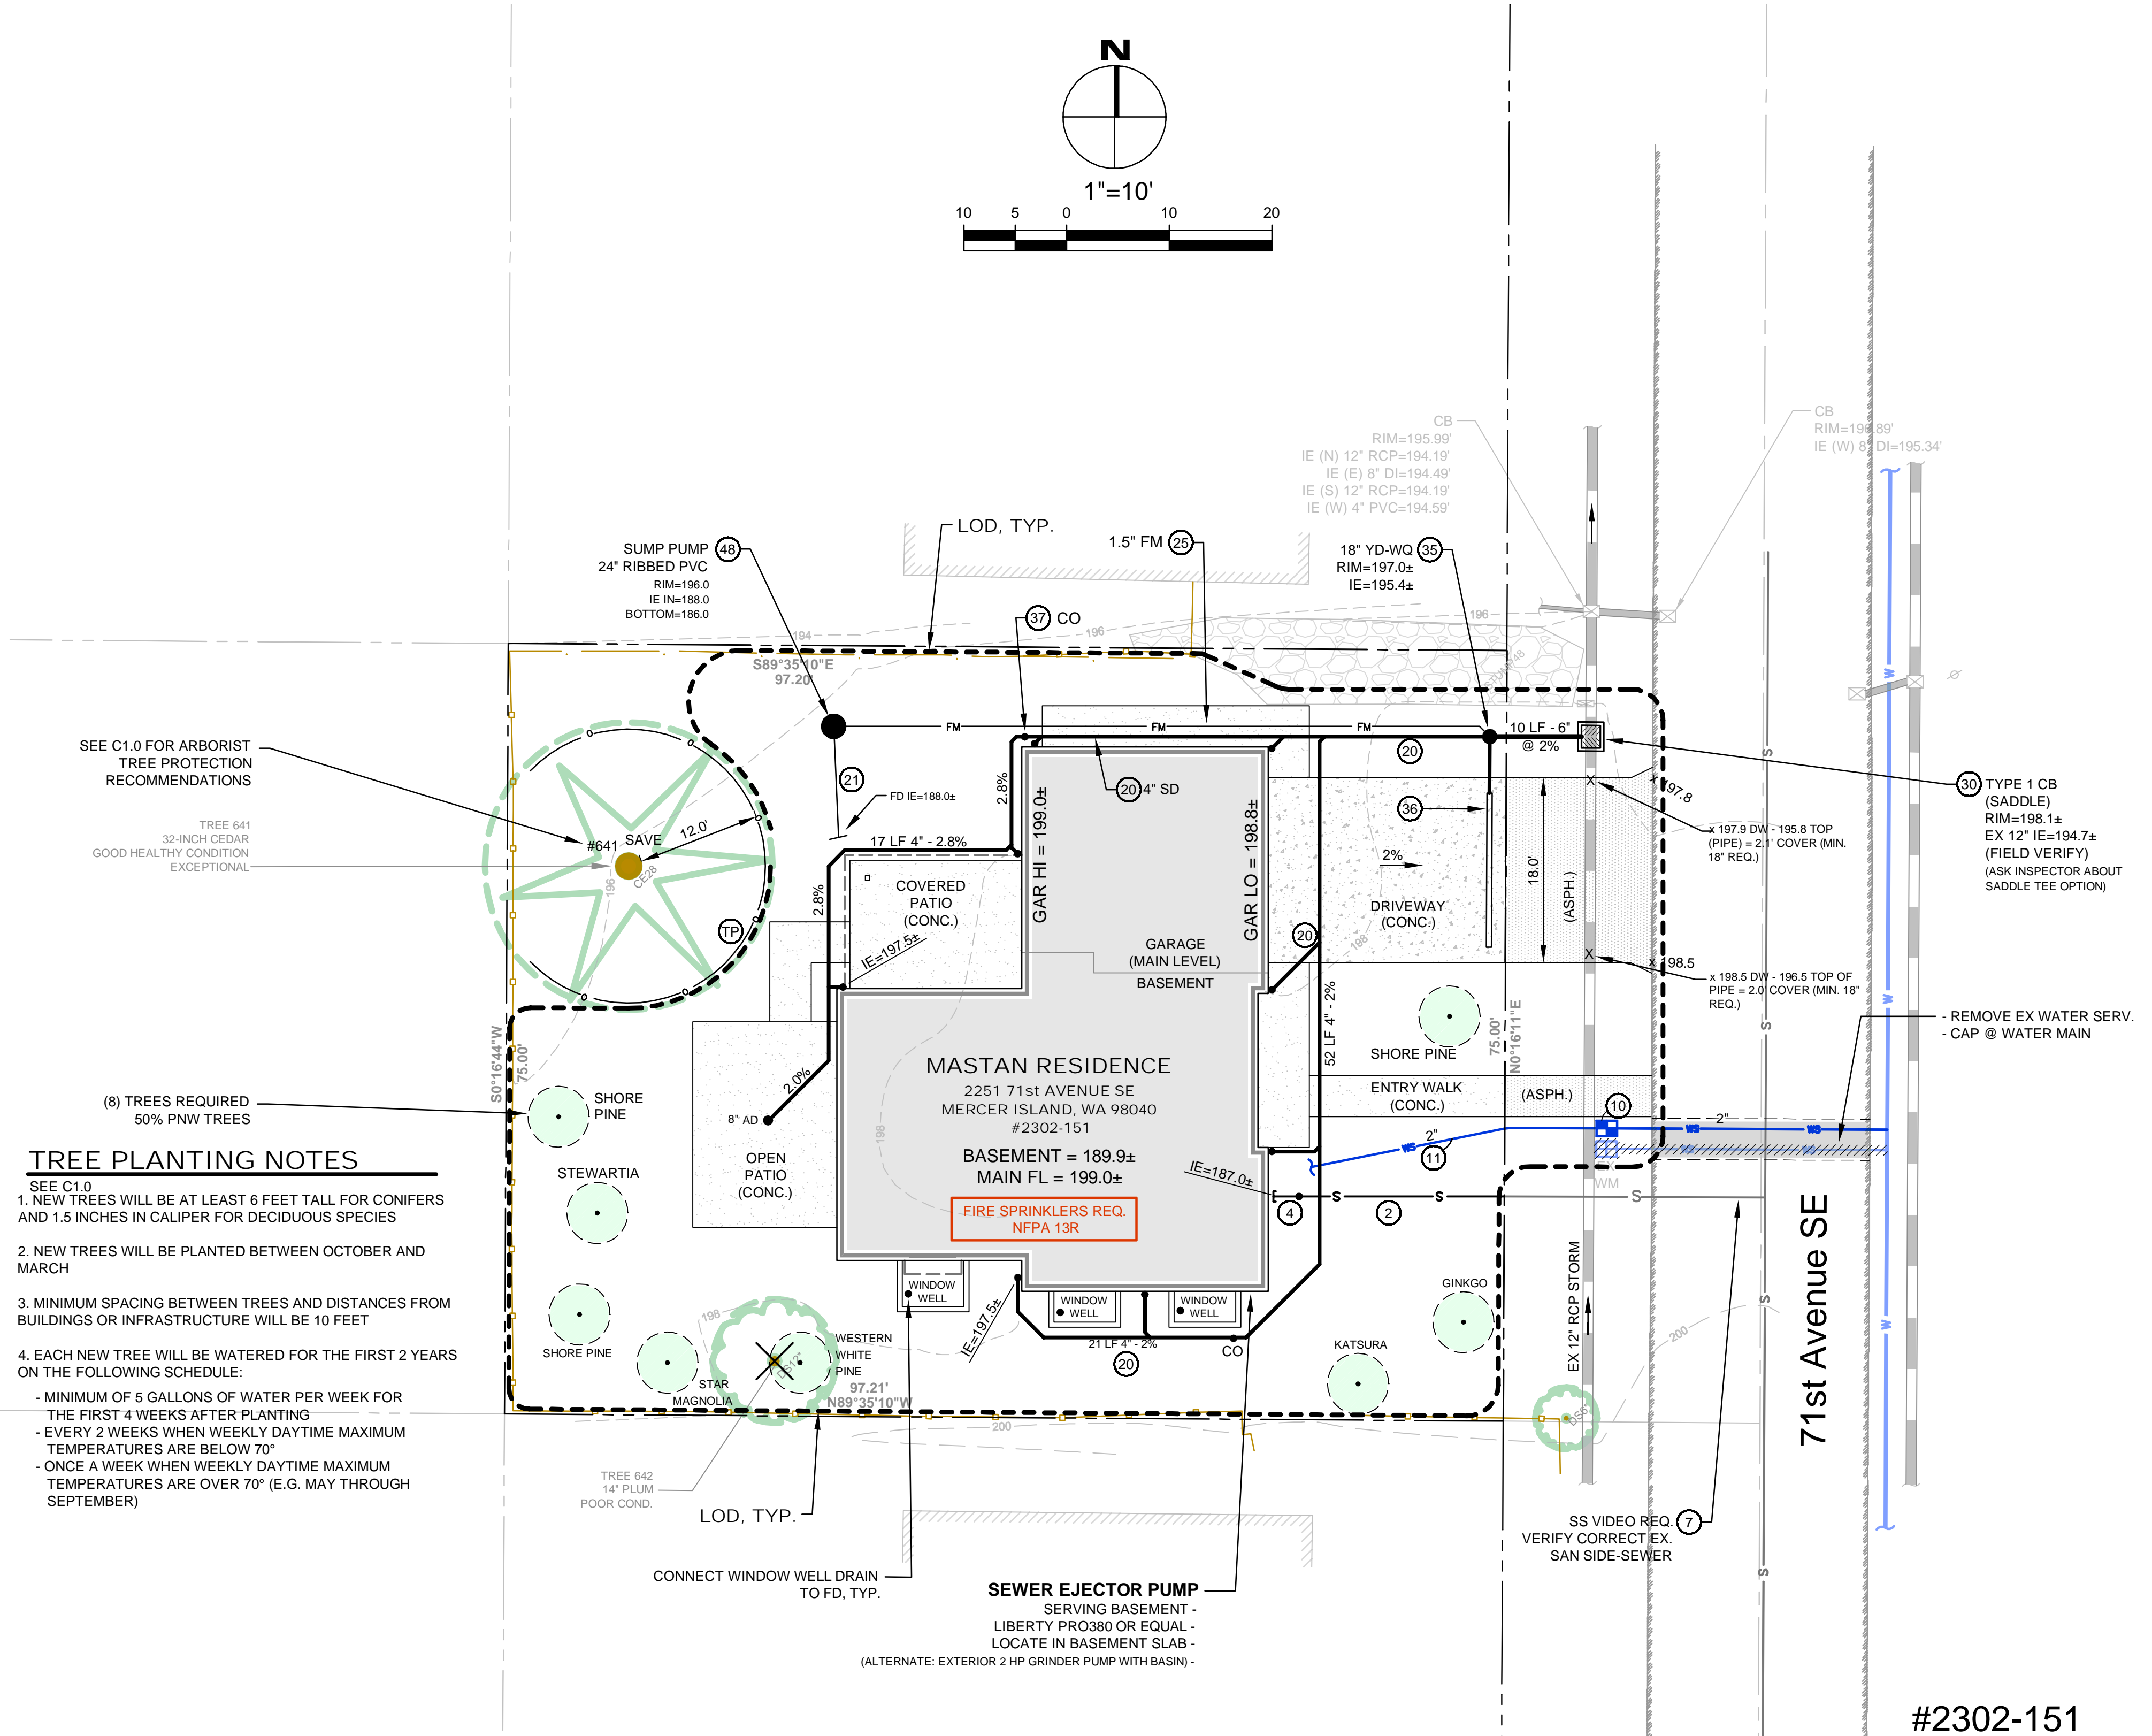 N
1"=10'
10 5 0 10 20
CB
RIM=195.99'
IE (N) 12" RCP=194.19'
IE (E) 8" DI=194.49'
IE (S) 12" RCP=194.19'
IE (W) 4" PVC=194.59'
CB
IE (W) 8" DI=195.34'
LOD, TYP.
SUMP PUMP 48
24" RIBBED PVC
RIM=196.0
IE IN=188.0
BOTTOM=186.0
1.5" FM 25
18" YD-WQ 35
RIM=197.0±
IE=195.4±
37 CO
194
196
196
S89°35'10"E
97.20'
FM FM FM
10 LF - 6"
@ 2%
20
SEE C1.0 FOR ARBORIST
TREE PROTECTION
RECOMMENDATIONS
TREE 641
32-INCH CEDAR
GOOD HEALTHY CONDITION
EXCEPTIONAL
#641 SAVE
12.0'
CE28
196
TP
21
FD IE=188.0±
2.8%
20 4" SD
17 LF 4" - 2.8%
2.8%
COVERED
PATIO
(CONC.)
IE=197.5±
GAR HI = 199.0±
GAR LO = 198.8±
GARAGE
(MAIN LEVEL)
BASEMENT
36
2%
DRIVEWAY
(CONC.)
18.0'
(ASPH.)
20
198
X
197.8
X
x 198.5
30 TYPE 1 CB
(SADDLE)
RIM=198.1±
EX 12" IE=194.7±
(FIELD VERIFY)
(ASK INSPECTOR ABOUT
SADDLE TEE OPTION)
x 197.9 DW - 195.8 TOP
(PIPE) = 2.1' COVER (MIN.
18" REQ.)
x 198.5 DW - 196.5 TOP OF
PIPE = 2.0' COVER (MIN. 18"
REQ.)
- REMOVE EX WATER SERV.
- CAP @ WATER MAIN
S0°16'44"W
75.00'
52 LF 4" - 2%
SHORE PINE
75.00'
N0°16'11"E
ENTRY WALK
(CONC.)
(ASPH.)
10
2"
WS WS
2"
WS
11
WM
MASTAN RESIDENCE
2251 71st AVENUE SE
MERCER ISLAND, WA 98040
#2302-151
BASEMENT = 189.9±
MAIN FL = 199.0±
FIRE SPRINKLERS REQ.
NFPA 13R
198
IE=187.0±
4
S S S
2
2.0%
8" AD
OPEN
PATIO
(CONC.)
(8) TREES REQUIRED
50% PNW TREES
SHORE
PINE
STEWARTIA
SHORE PINE
STAR
MAGNOLIA
WESTERN
WHITE
PINE
198
DS12"
97.21'
N89°35'10"W
WINDOW
WELL
WINDOW
WELL
WINDOW
WELL
IE=197.5±
21 LF 4" - 2%
20
CO
KATSURA
GINKGO
200
200
EX 12" RCP STORM
71st Avenue SE
S S S S
W W W
TREE PLANTING NOTES
SEE C1.0
1. NEW TREES WILL BE AT LEAST 6 FEET TALL FOR CONIFERS
AND 1.5 INCHES IN CALIPER FOR DECIDUOUS SPECIES
2. NEW TREES WILL BE PLANTED BETWEEN OCTOBER AND
MARCH
3. MINIMUM SPACING BETWEEN TREES AND DISTANCES FROM
BUILDINGS OR INFRASTRUCTURE WILL BE 10 FEET
4. EACH NEW TREE WILL BE WATERED FOR THE FIRST 2 YEARS
ON THE FOLLOWING SCHEDULE:
- MINIMUM OF 5 GALLONS OF WATER PER WEEK FOR
THE FIRST 4 WEEKS AFTER PLANTING
- EVERY 2 WEEKS WHEN WEEKLY DAYTIME MAXIMUM
TEMPERATURES ARE BELOW 70°
- ONCE A WEEK WHEN WEEKLY DAYTIME MAXIMUM
TEMPERATURES ARE OVER 70° (E.G. MAY THROUGH
SEPTEMBER)
TREE 642
14" PLUM
POOR COND.
LOD, TYP.
CONNECT WINDOW WELL DRAIN
TO FD, TYP.
SEWER EJECTOR PUMP
SERVING BASEMENT -
LIBERTY PRO380 OR EQUAL -
LOCATE IN BASEMENT SLAB -
(ALTERNATE: EXTERIOR 2 HP GRINDER PUMP WITH BASIN) -
SS VIDEO REQ. 7
VERIFY CORRECT EX.
SAN SIDE-SEWER
#2302-151